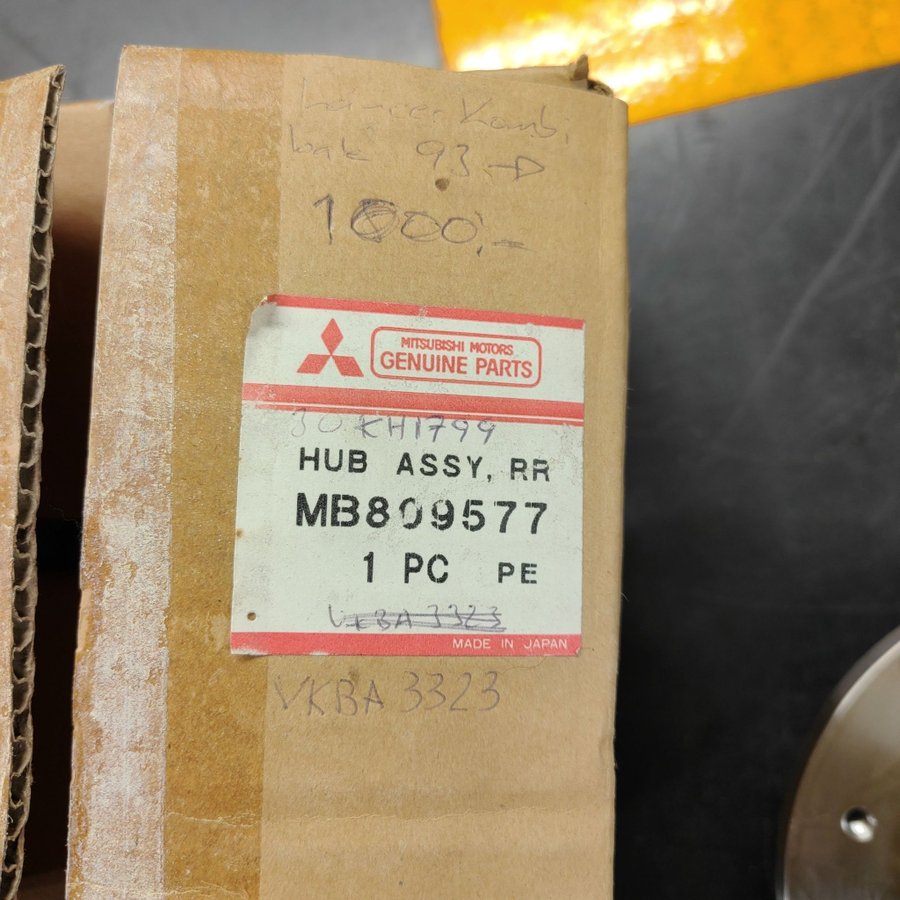 Lancer Kombi
bak 93 →
1000,-
MITSUBISHI MOTORS
GENUINE PARTS
30 KH1799
HUB ASSY, RR
MB809577
1 PC PE
VKBA 3323
MADE IN JAPAN
VKBA 3323